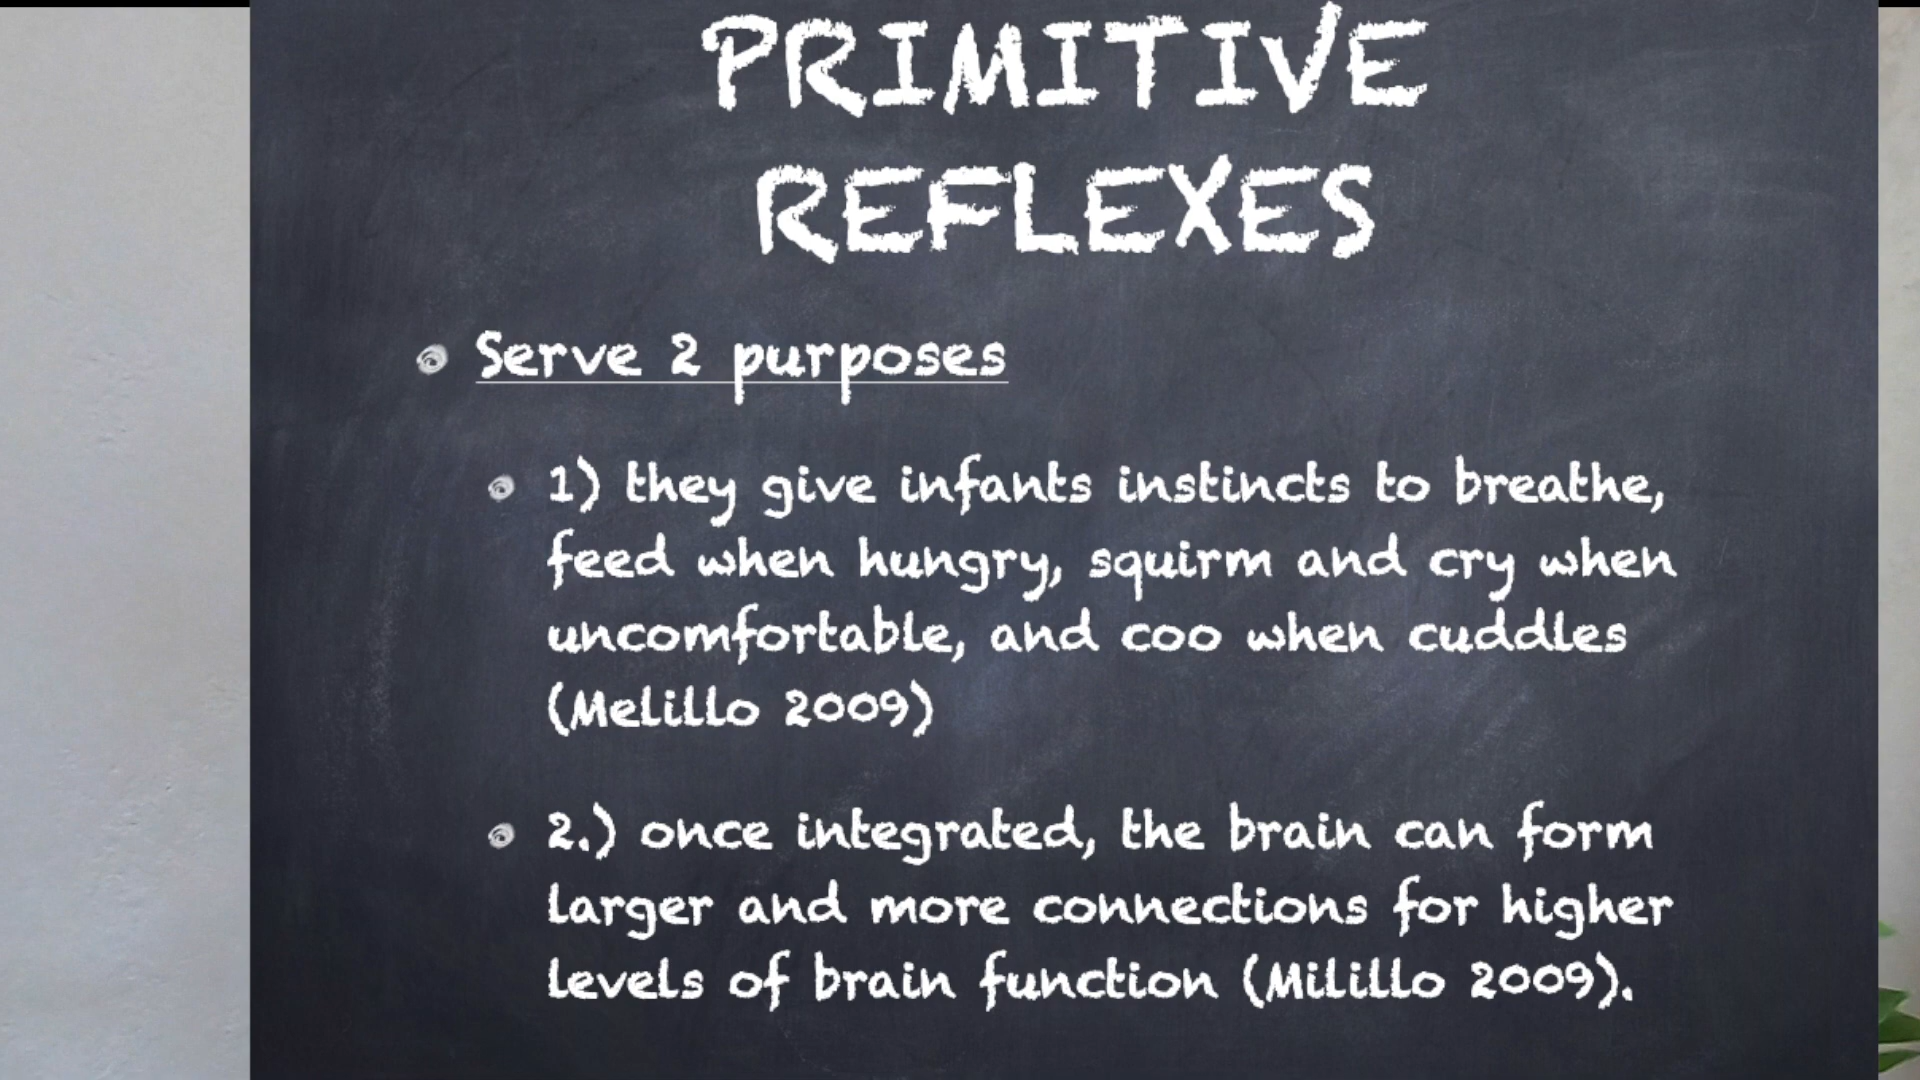 PRIMITIVE
REFLEXES
Serve 2 purposes
1) they give infants instincts to breathe,
feed when hungry, squirm and cry when
uncomfortable, and coo when cuddles
(Melillo 2009)
2.) once integrated, the brain can form
larger and more connections for higher
levels of brain function (Milillo 2009).